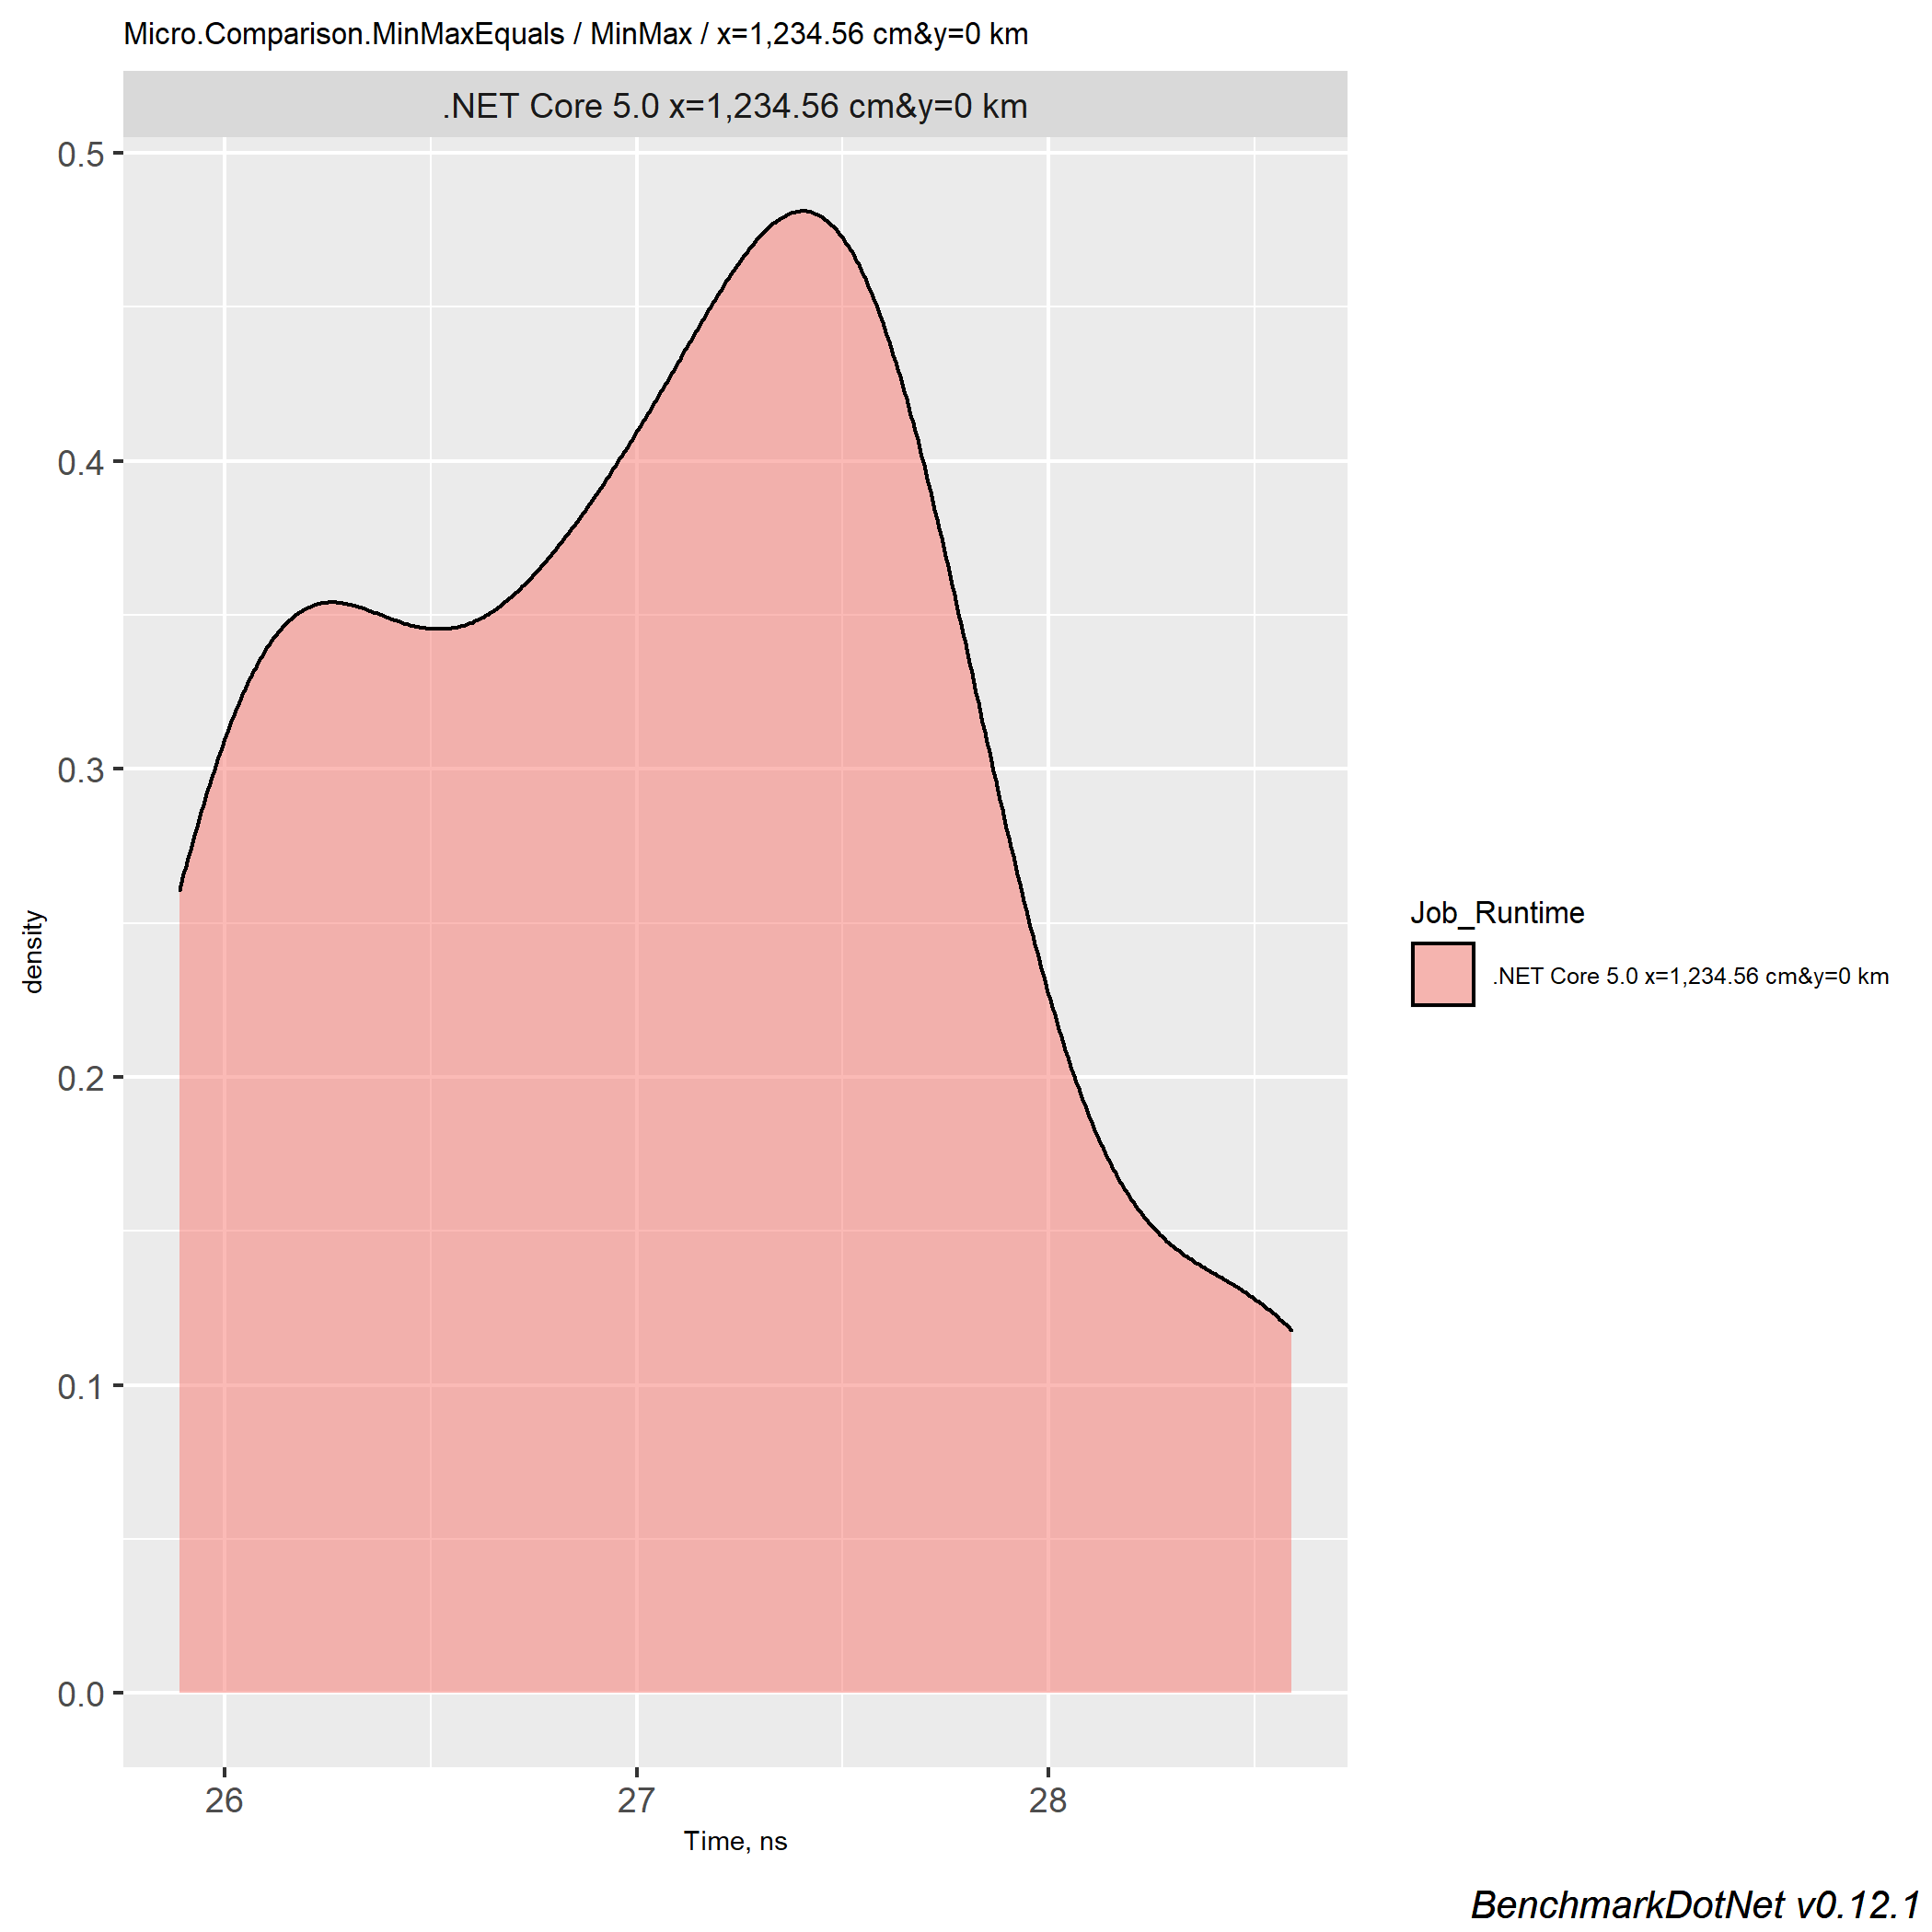 Micro.Comparison.MinMaxEquals / MinMax / x=1,234.56 cm&y=0 km
.NET Core 5.0 x=1,234.56 cm&y=0 km
0.5
0.4
0.3
0.2
0.1
0.0
density
26 27 28
Time, ns
Job_Runtime
.NET Core 5.0 x=1,234.56 cm&y=0 km
BenchmarkDotNet v0.12.1